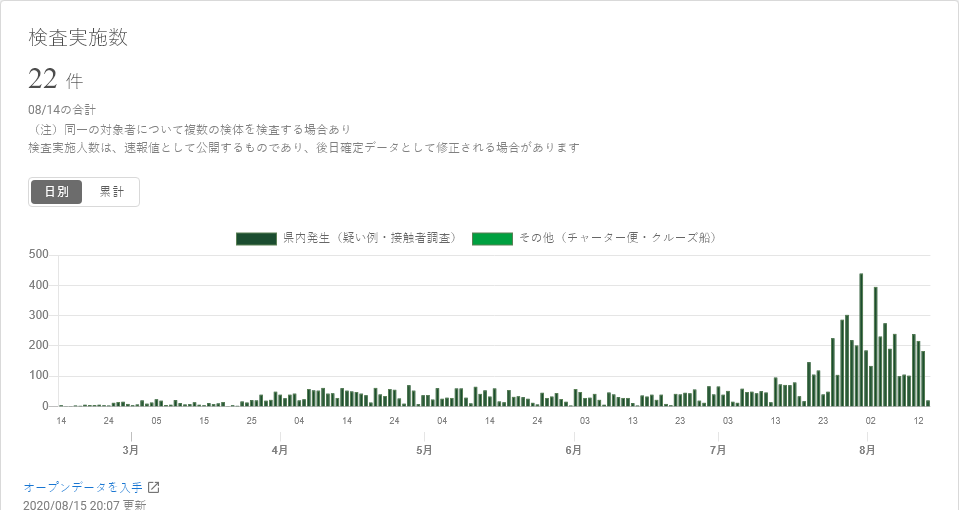 検査実施数
22 件
08/14の合計
（注）同一の対象者について複数の検体を検査する場合あり
検査実施人数は、速報値として公開するものであり、後日確定データとして修正される場合があります
日別 累計
県内発生（疑い例・接触者調査） その他（チャーター便・クルーズ船）
500
400
300
200
100
0
14 24 05 15 25 04 14 24 04 14 24 03 13 23 03 13 23 02 12
3月 4月 5月 6月 7月 8月
オープンデータを入手
2020/08/15 20:07 更新